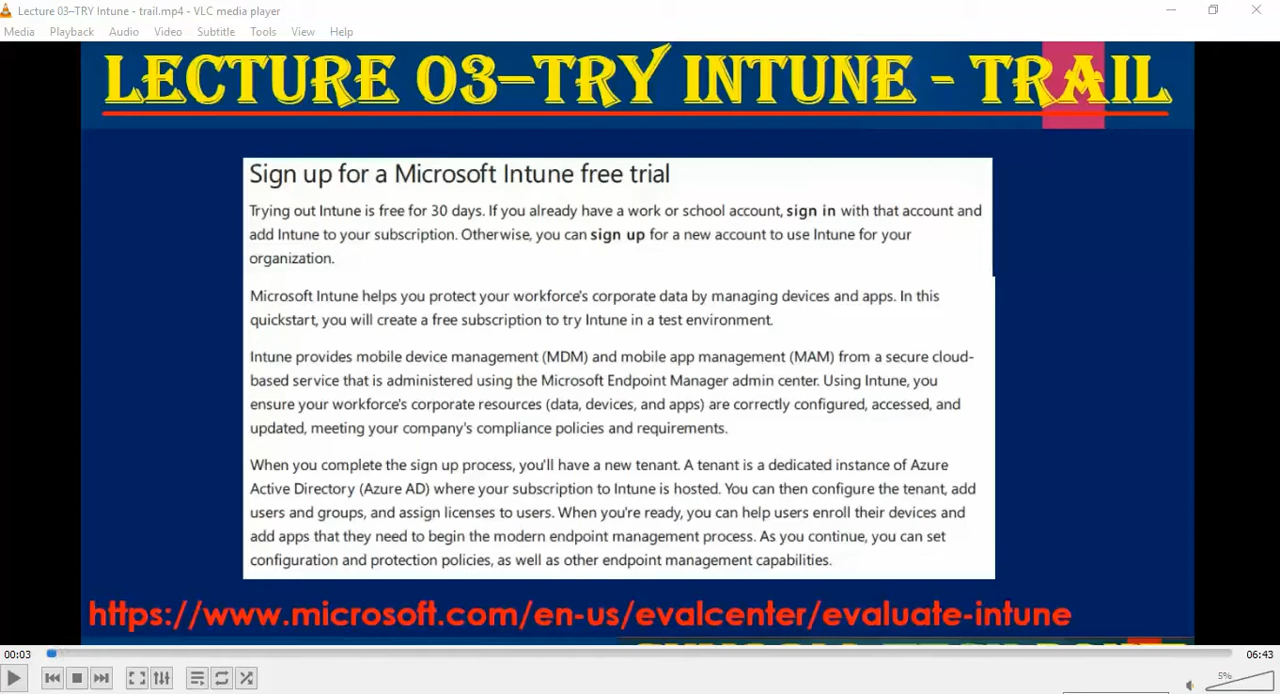 Lecture 03–TRY Intune - trail.mp4 - VLC media player
Media Playback Audio Video Subtitle Tools View Help
LECTURE 03–TRY INTUNE - TRAIL
Sign up for a Microsoft Intune free trial
Trying out Intune is free for 30 days. If you already have a work or school account, sign in with that account and
add Intune to your subscription. Otherwise, you can sign up for a new account to use Intune for your
organization.
Microsoft Intune helps you protect your workforce's corporate data by managing devices and apps. In this
quickstart, you will create a free subscription to try Intune in a test environment.
Intune provides mobile device management (MDM) and mobile app management (MAM) from a secure cloud-
based service that is administered using the Microsoft Endpoint Manager admin center. Using Intune, you
ensure your workforce's corporate resources (data, devices, and apps) are correctly configured, accessed, and
updated, meeting your company's compliance policies and requirements.
When you complete the sign up process, you'll have a new tenant. A tenant is a dedicated instance of Azure
Active Directory (Azure AD) where your subscription to Intune is hosted. You can then configure the tenant, add
users and groups, and assign licenses to users. When you're ready, you can help users enroll their devices and
add apps that they need to begin the modern endpoint management process. As you continue, you can set
configuration and protection policies, as well as other endpoint management capabilities.
https://www.microsoft.com/en-us/evalcenter/evaluate-intune
00:03 06:43
5%